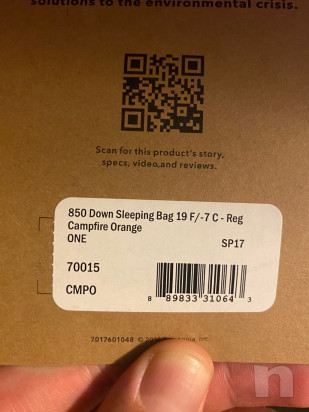 solutions to the environmental crisis.
Scan for this product's story,
specs, video, and reviews.
850 Down Sleeping Bag 19 F/-7 C - Reg
Campfire Orange
ONE SP17
70015
CMPO
8 89833 31064 3
7017601048 ©
n